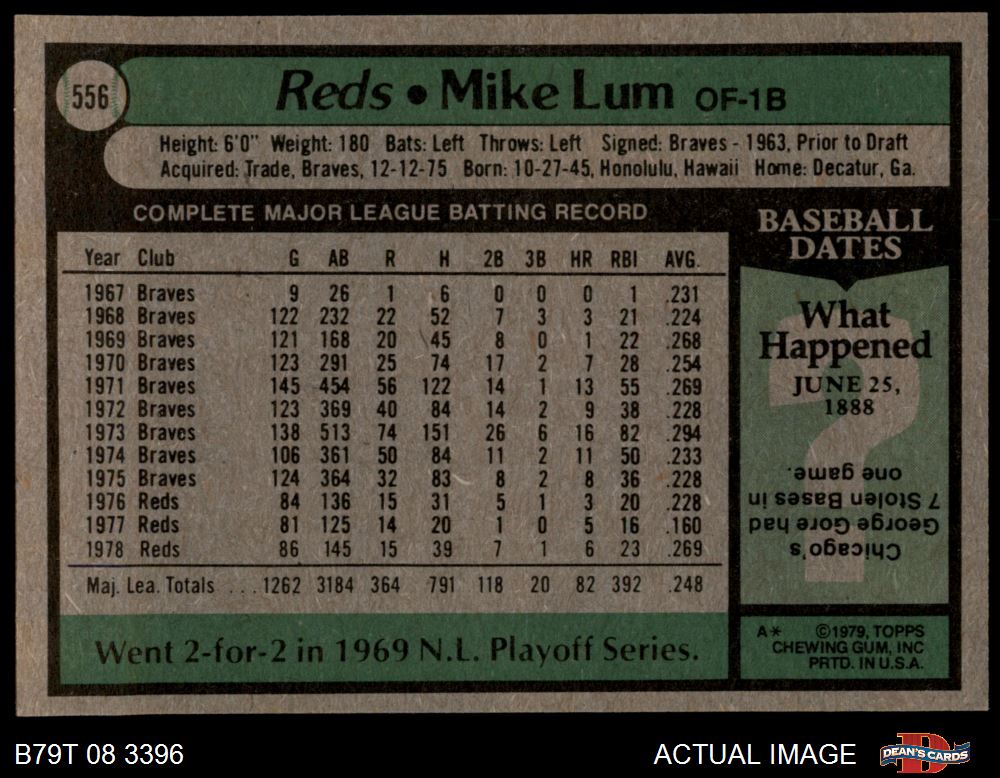 556
Reds • Mike Lum OF-1B
Height: 6'0" Weight: 180 Bats: Left Throws: Left Signed: Braves - 1963, Prior to Draft
Acquired: Trade, Braves, 12-12-75 Born: 10-27-45, Honolulu, Hawaii Home: Decatur, Ga.
COMPLETE MAJOR LEAGUE BATTING RECORD
Year Club G AB R H 2B 3B HR RBI AVG.
1967 Braves 9 26 1 6 0 0 0 1 .231
1968 Braves 122 232 22 52 7 3 3 21 .224
1969 Braves 121 168 20 45 8 0 1 22 .268
1970 Braves 123 291 25 74 17 2 7 28 .254
1971 Braves 145 454 56 122 14 1 13 55 .269
1972 Braves 123 369 40 84 14 2 9 38 .228
1973 Braves 138 513 74 151 26 6 16 82 .294
1974 Braves 106 361 50 84 11 2 11 50 .233
1975 Braves 124 364 32 83 8 2 8 36 .228
1976 Reds 84 136 15 31 5 1 3 20 .228
1977 Reds 81 125 14 20 1 0 5 16 .160
1978 Reds 86 145 15 39 7 1 6 23 .269
Maj. Lea. Totals ... 1262 3184 364 791 118 20 82 392 .248
Went 2-for-2 in 1969 N.L. Playoff Series.
BASEBALL
DATES
What
Happened
JUNE 25,
1888
Chicago's
George Gore had
7 Stolen Bases in
one game.
A* ©1979, TOPPS
CHEWING GUM, INC
PRTD. IN U.S.A.
B79T 08 3396
ACTUAL IMAGE
DEAN'S CARDS